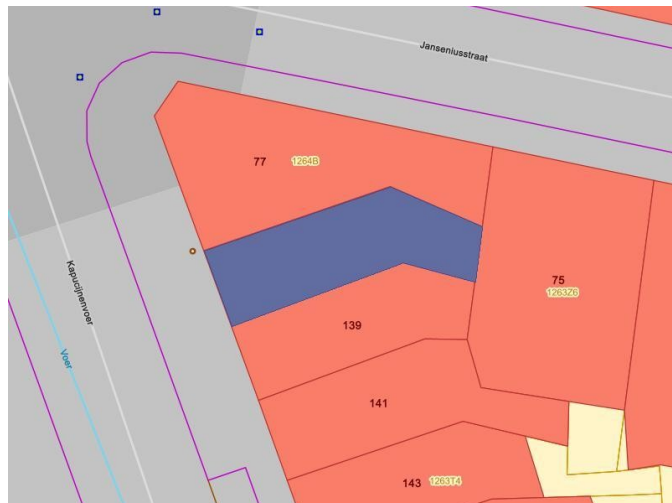 Janseniusstraat
77
1264B
Kapucijnenvoer
75
1263Z6
139
Voer
141
143
1263T4